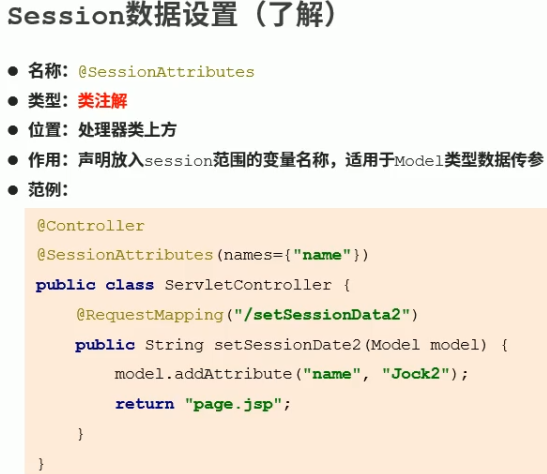 Session数据设置（了解）
● 名称：@SessionAttributes
● 类型：类注解
● 位置：处理器类上方
● 作用：声明放入session范围的变量名称，适用于Model类型数据传参
● 范例：
@Controller
@SessionAttributes(names={"name"})
public class ServletController {
    @RequestMapping("/setSessionData2")
    public String setSessionDate2(Model model) {
        model.addAttribute("name", "Jock2");
        return "page.jsp";
    }
}